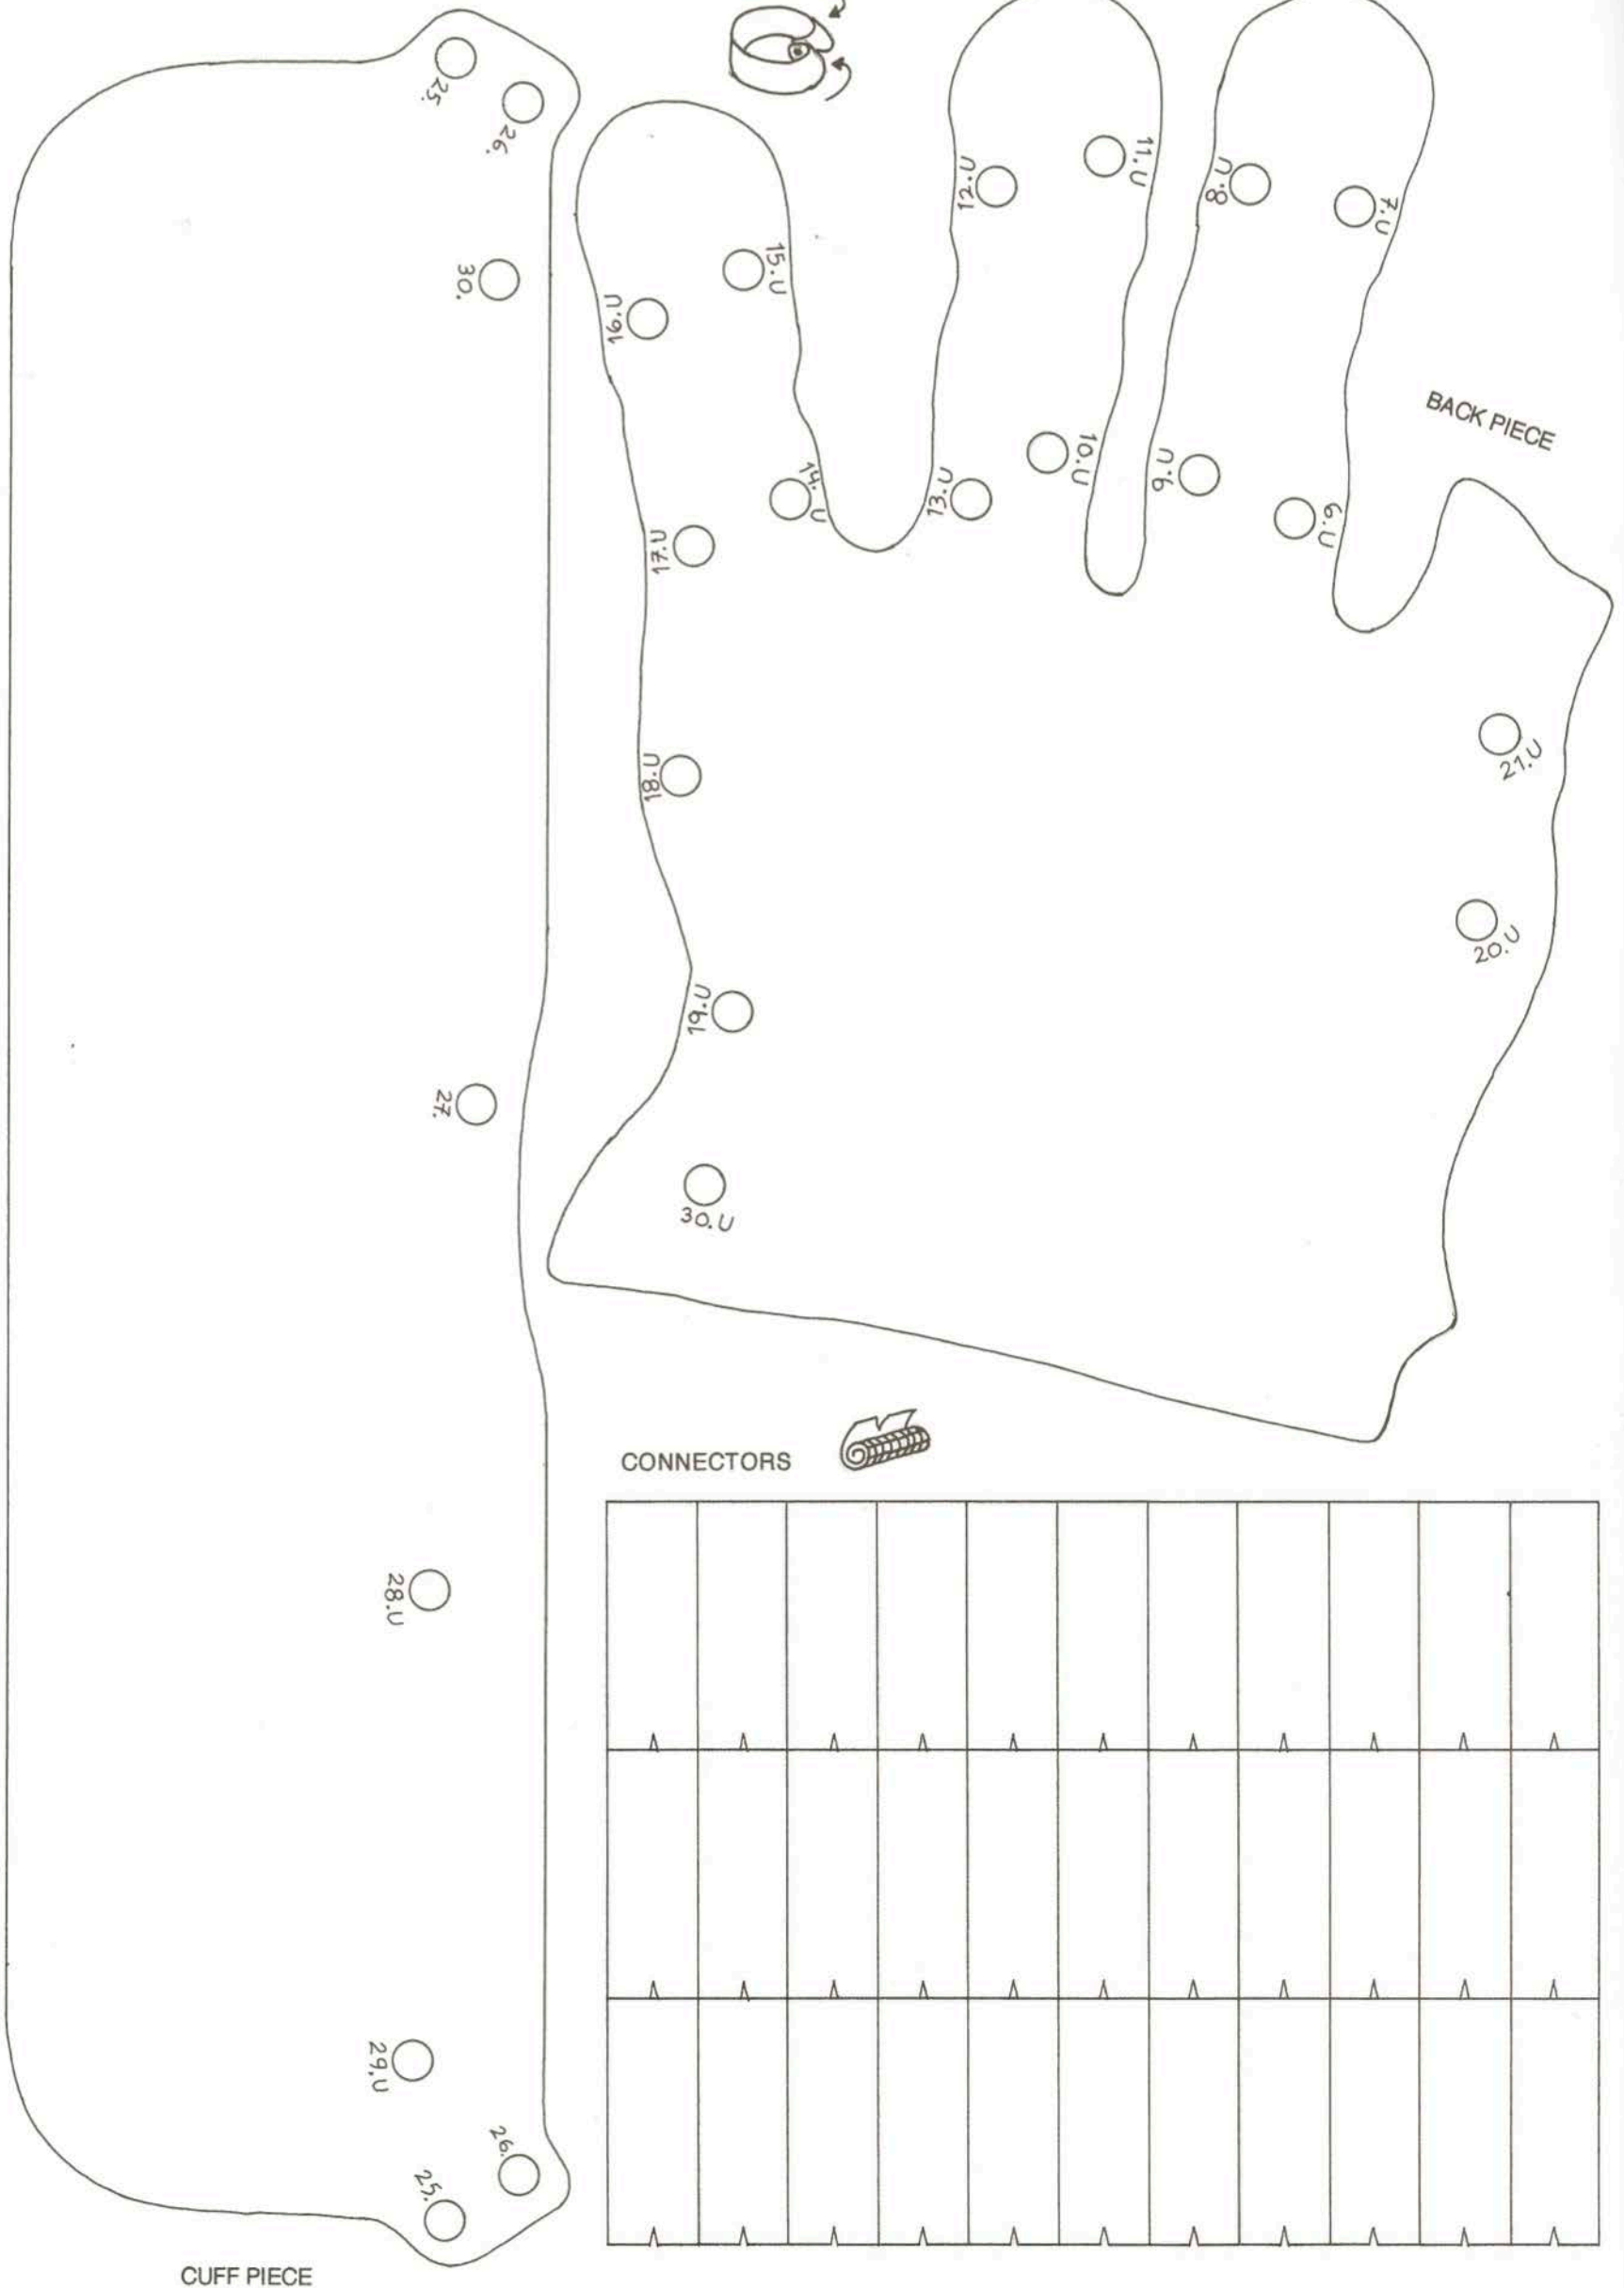 25.
26.
30.
27.
28.U
29.U
26.
25.
CUFF PIECE
16.U
15.U
12.U
11.U
8.U
7.U
BACK PIECE
17.U
14.U
13.U
10.U
9.U
6.U
18.U
21.U
19.U
20.U
30.U
CONNECTORS